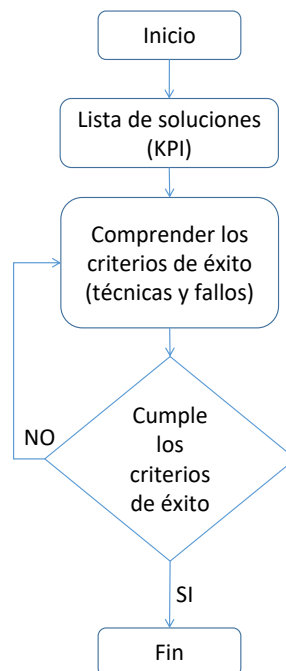 Inicio
Lista de soluciones
(KPI)
Comprender los
criterios de éxito
(técnicas y fallos)
Cumple
los
criterios
de éxito
NO
SI
Fin